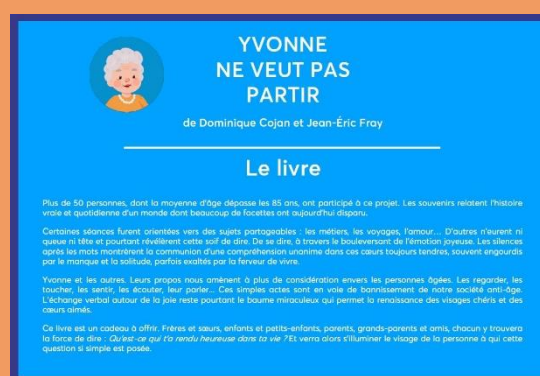 YVONNE
NE VEUT PAS
PARTIR
de Dominique Cojan et Jean-Éric Fray
Le livre
Plus de 50 personnes, dont la moyenne d'âge dépasse les 85 ans, ont participé à ce projet. Les souvenirs relatent l'histoire
vraie et quotidienne d'un monde dont beaucoup de facettes ont aujourd'hui disparu.
Certaines séances furent orientées vers des sujets partageables : les métiers, les voyages, l'amour... D'autres n'eurent ni
queue ni tête et pourtant révélèrent cette soif de dire. De se dire, à travers le bouleversant de l'émotion joyeuse. Les silences
après les mots montrèrent la communion d'une compréhension unanime dans ces cœurs toujours tendres, souvent engourdis
par le manque et la solitude, parfois exaltés par la ferveur de vivre.
Yvonne et les autres. Leurs propos nous amènent à plus de considération envers les personnes âgées. Les regarder, les
toucher, les sentir, les écouter, leur parler... Ces simples actes sont en voie de bannissement de notre société anti-âge.
L'échange verbal autour de la joie reste pourtant le baume miraculeux qui permet la renaissance des visages chéris et des
cœurs aimés.
Ce livre est un cadeau à offrir. Frères et sœurs, enfants et petits-enfants, parents, grands-parents et amis, chacun y trouvera
la force de dire : Qu'est-ce qui t'a rendu heureuse dans ta vie ? Et verra alors s'illuminer le visage de la personne à qui cette
question si simple est posée.